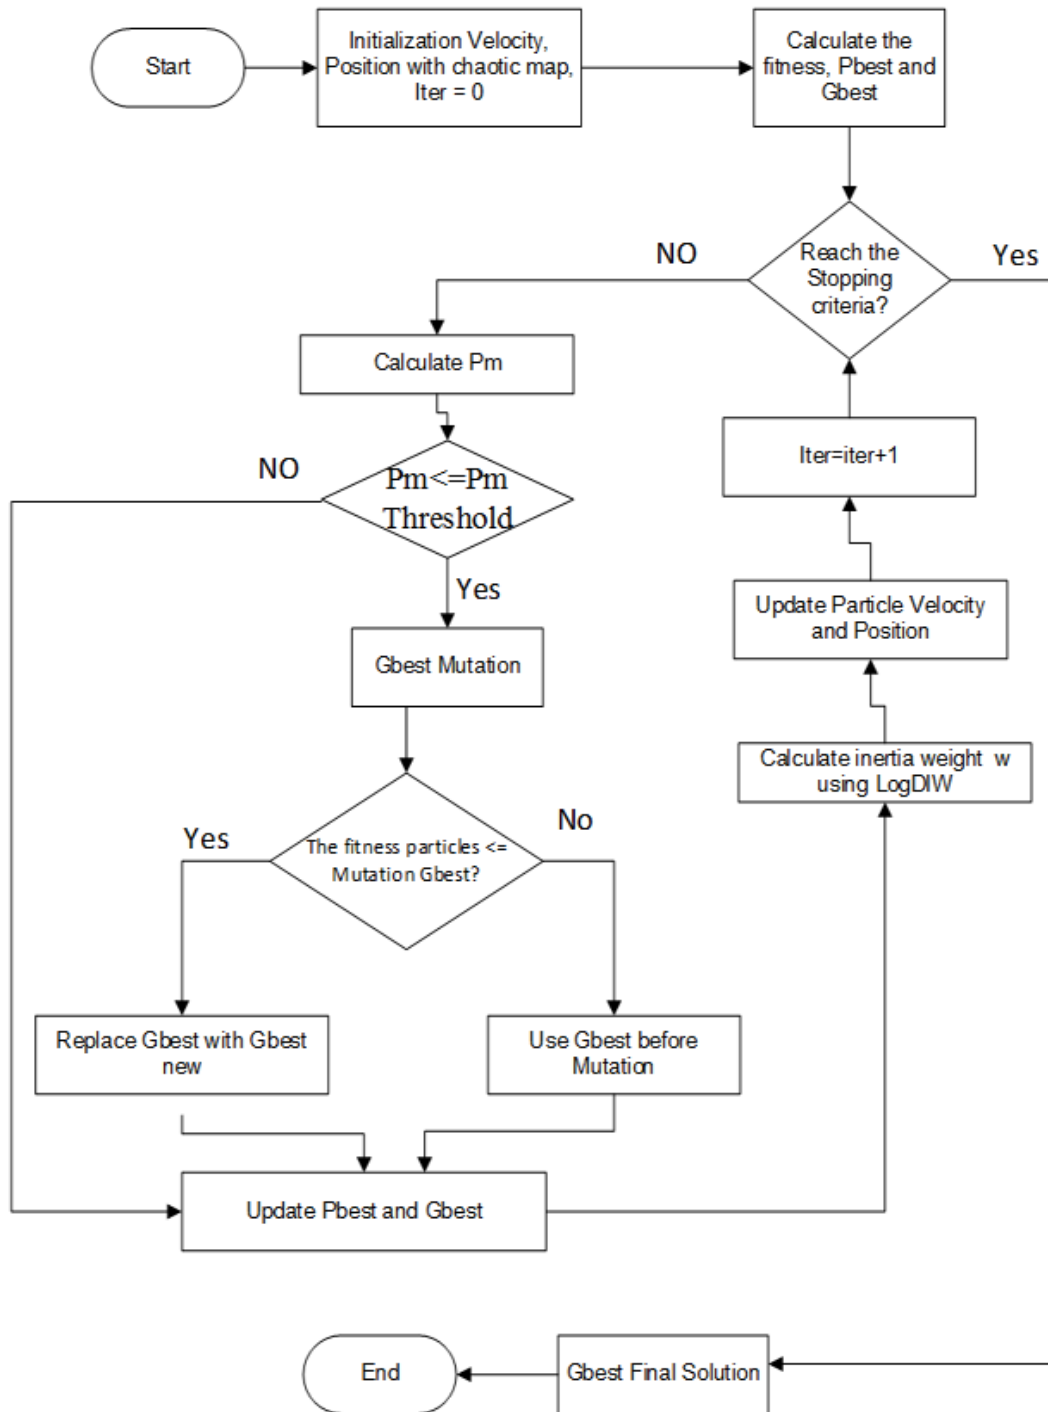 Start
Initialization Velocity,
Position with chaotic map,
Iter = 0
Calculate the
fitness, Pbest and
Gbest
Reach the
Stopping
criteria?
NO
Yes
Calculate Pm
Iter=iter+1
NO
Pm<=Pm
Threshold
Yes
Update Particle Velocity
and Position
Gbest Mutation
Calculate inertia weight w
using LogDIW
Yes
No
The fitness particles <=
Mutation Gbest?
Replace Gbest with Gbest
new
Use Gbest before
Mutation
Update Pbest and Gbest
End
Gbest Final Solution